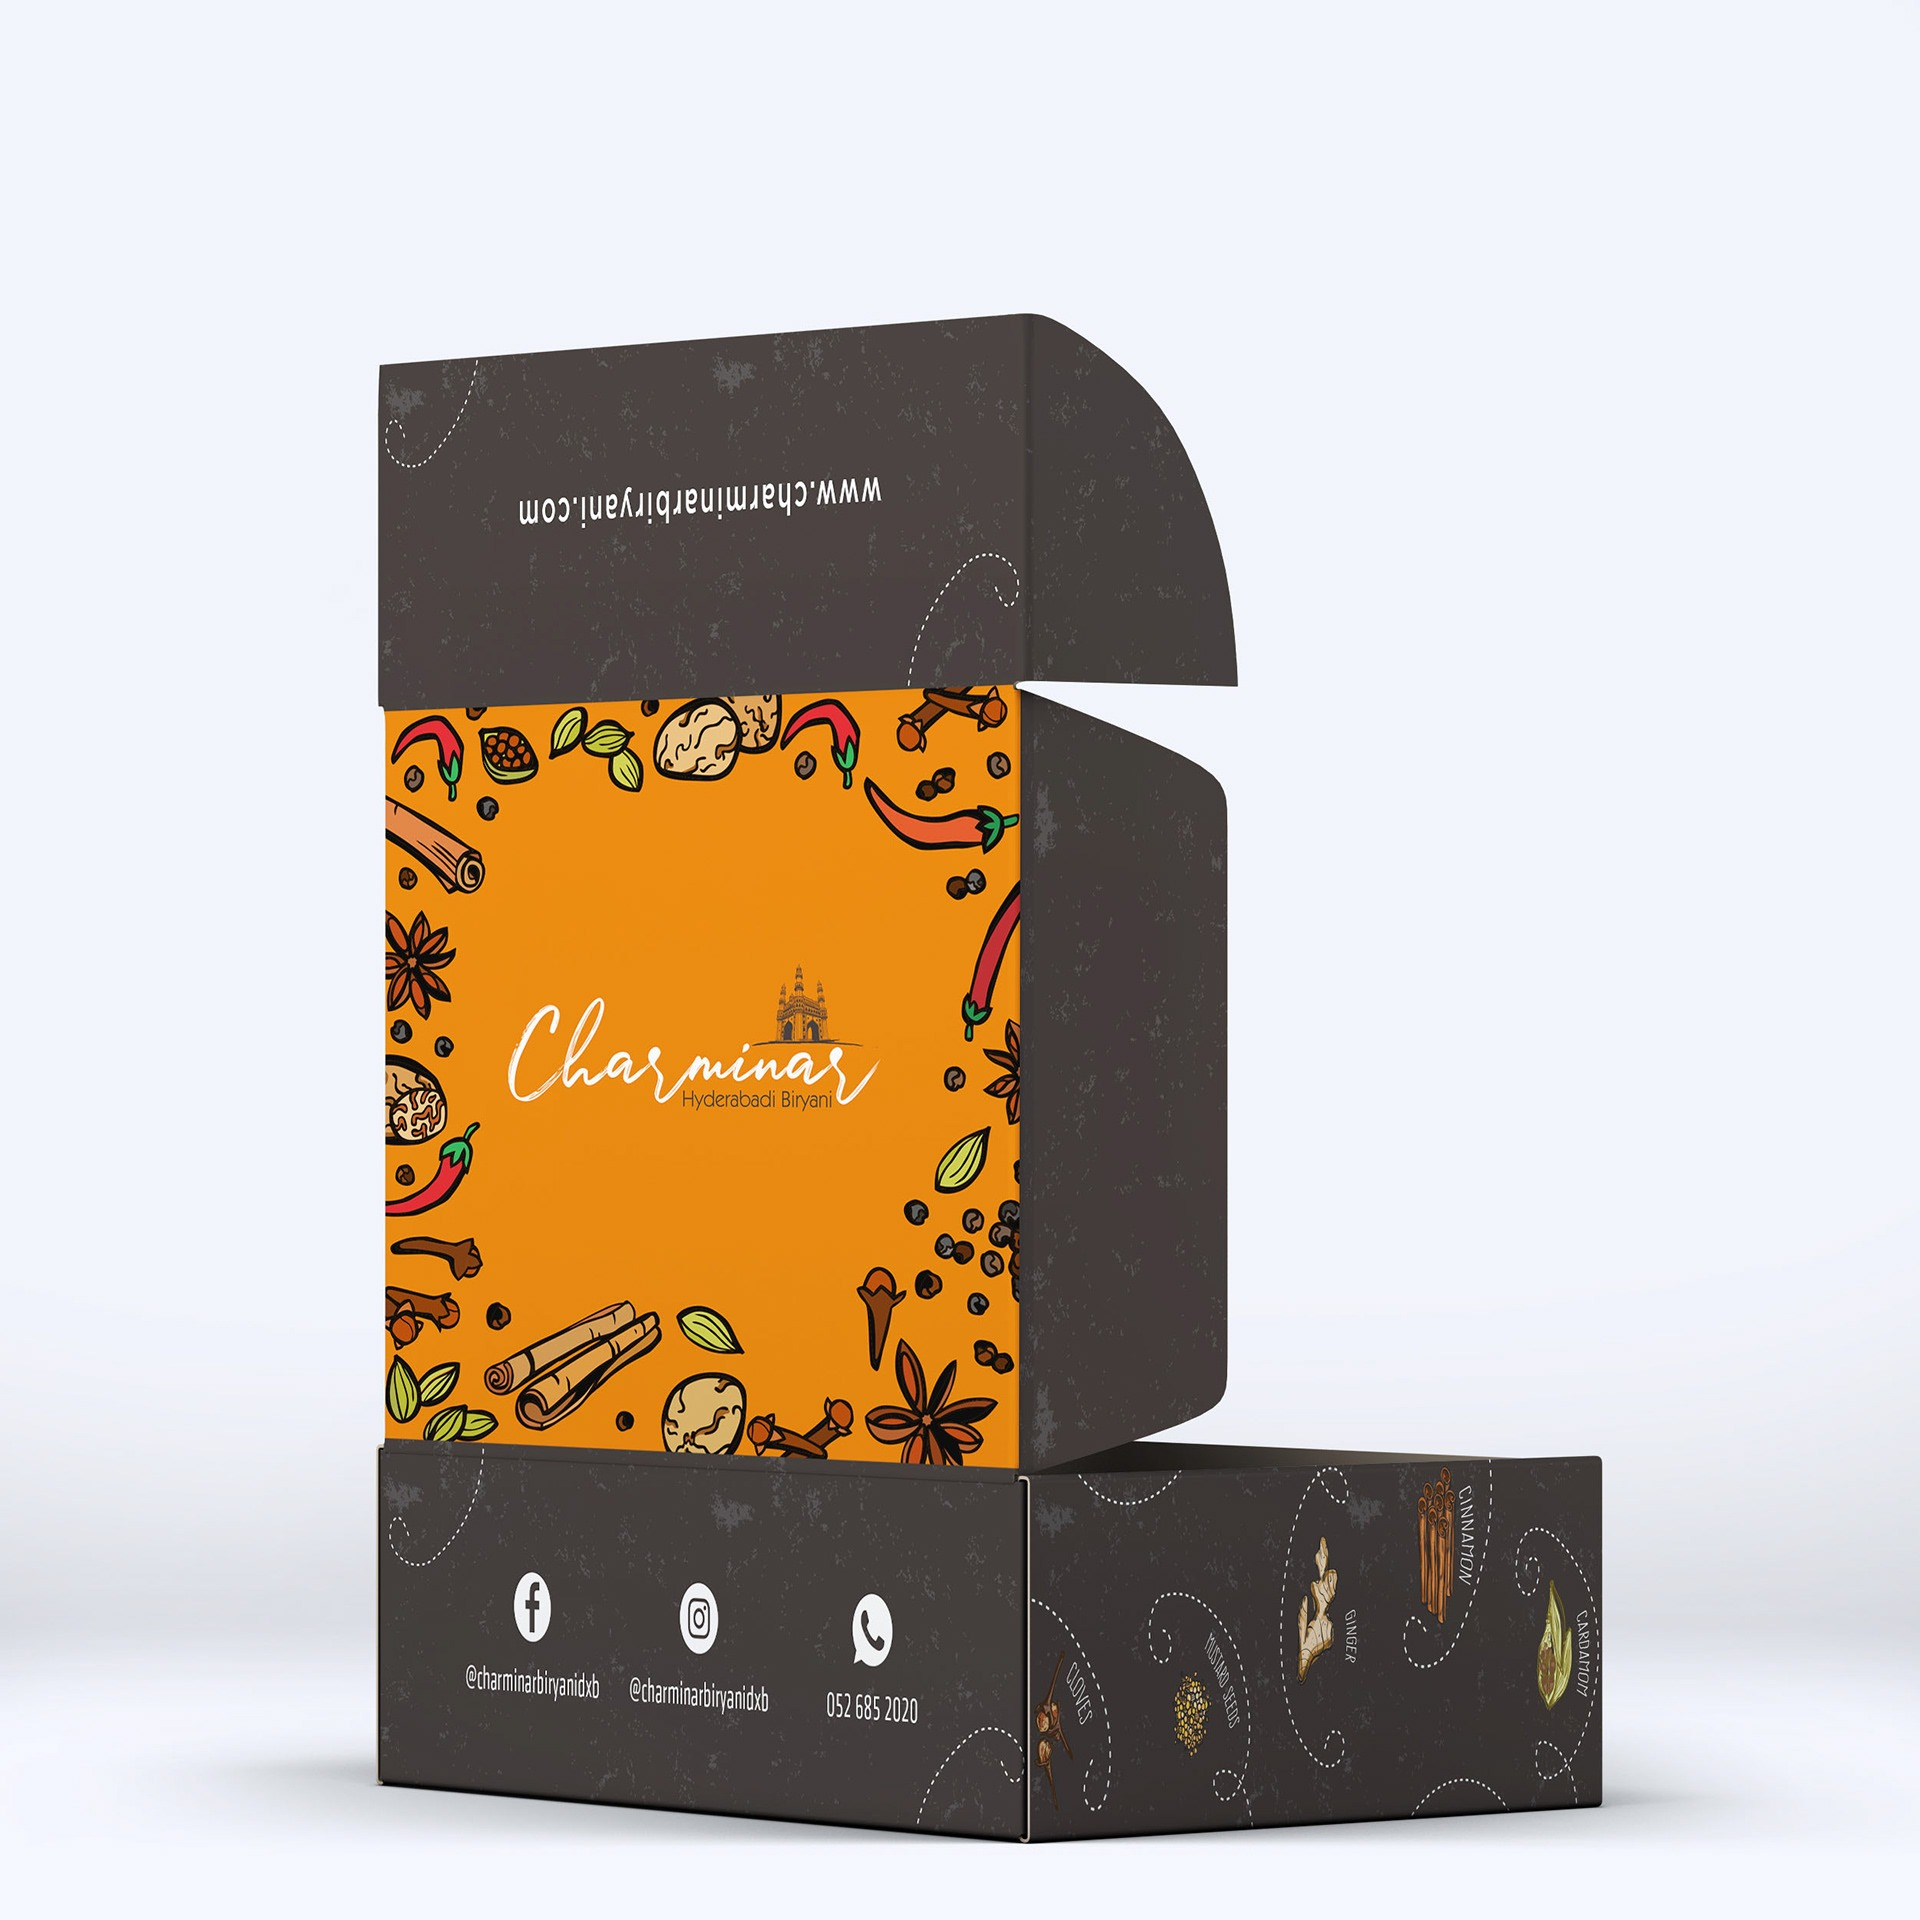 www.charminarbiryani.com
Charminar
Hyderabadi Biryani
@charminarbiryanidxb
@charminarbiryanidxb
052 685 2020
CLOVES
MUSTARD SEEDS
GINGER
CINNAMON
CARDAMOM